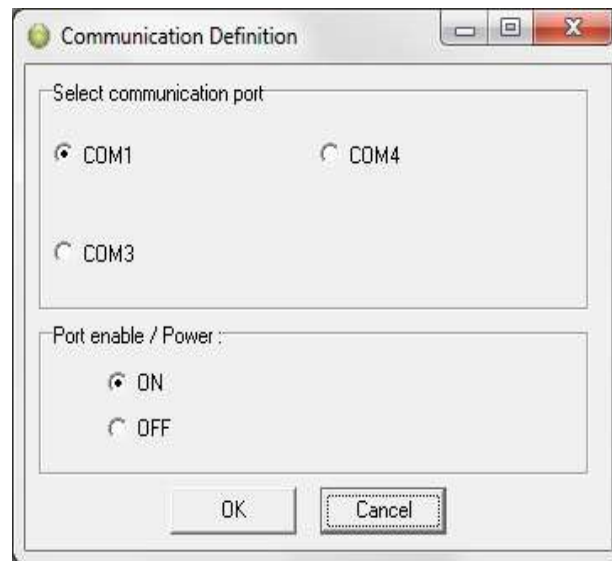 Communication Definition
Select communication port
COM1 COM4
COM3
Port enable / Power :
ON
OFF
OK Cancel